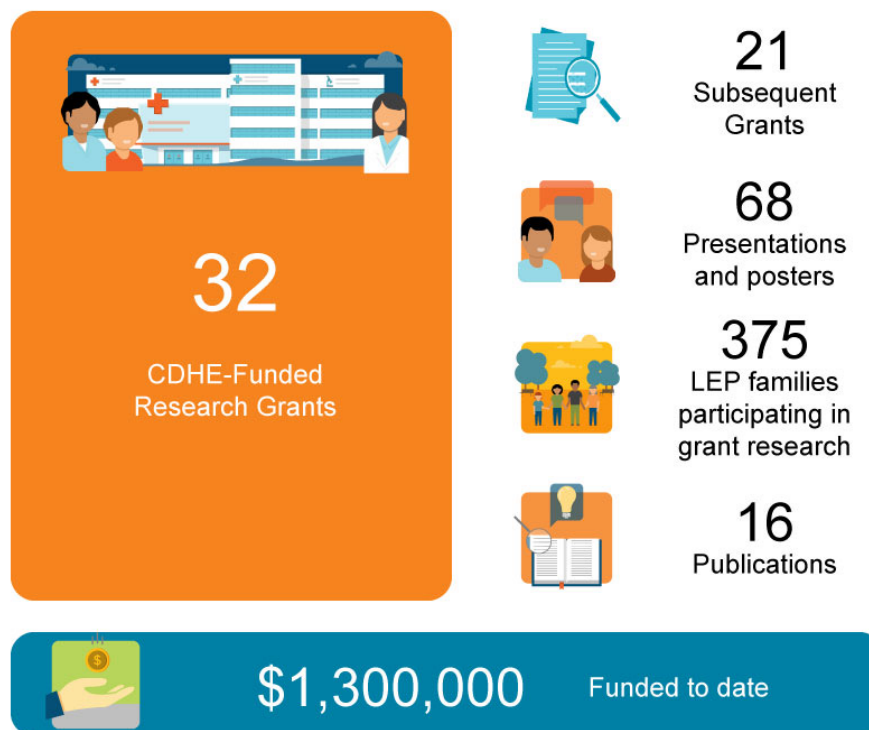 32
CDHE-Funded
Research Grants
21
Subsequent
Grants
68
Presentations
and posters
375
LEP families
participating in
grant research
16
Publications
$
$1,300,000
Funded to date